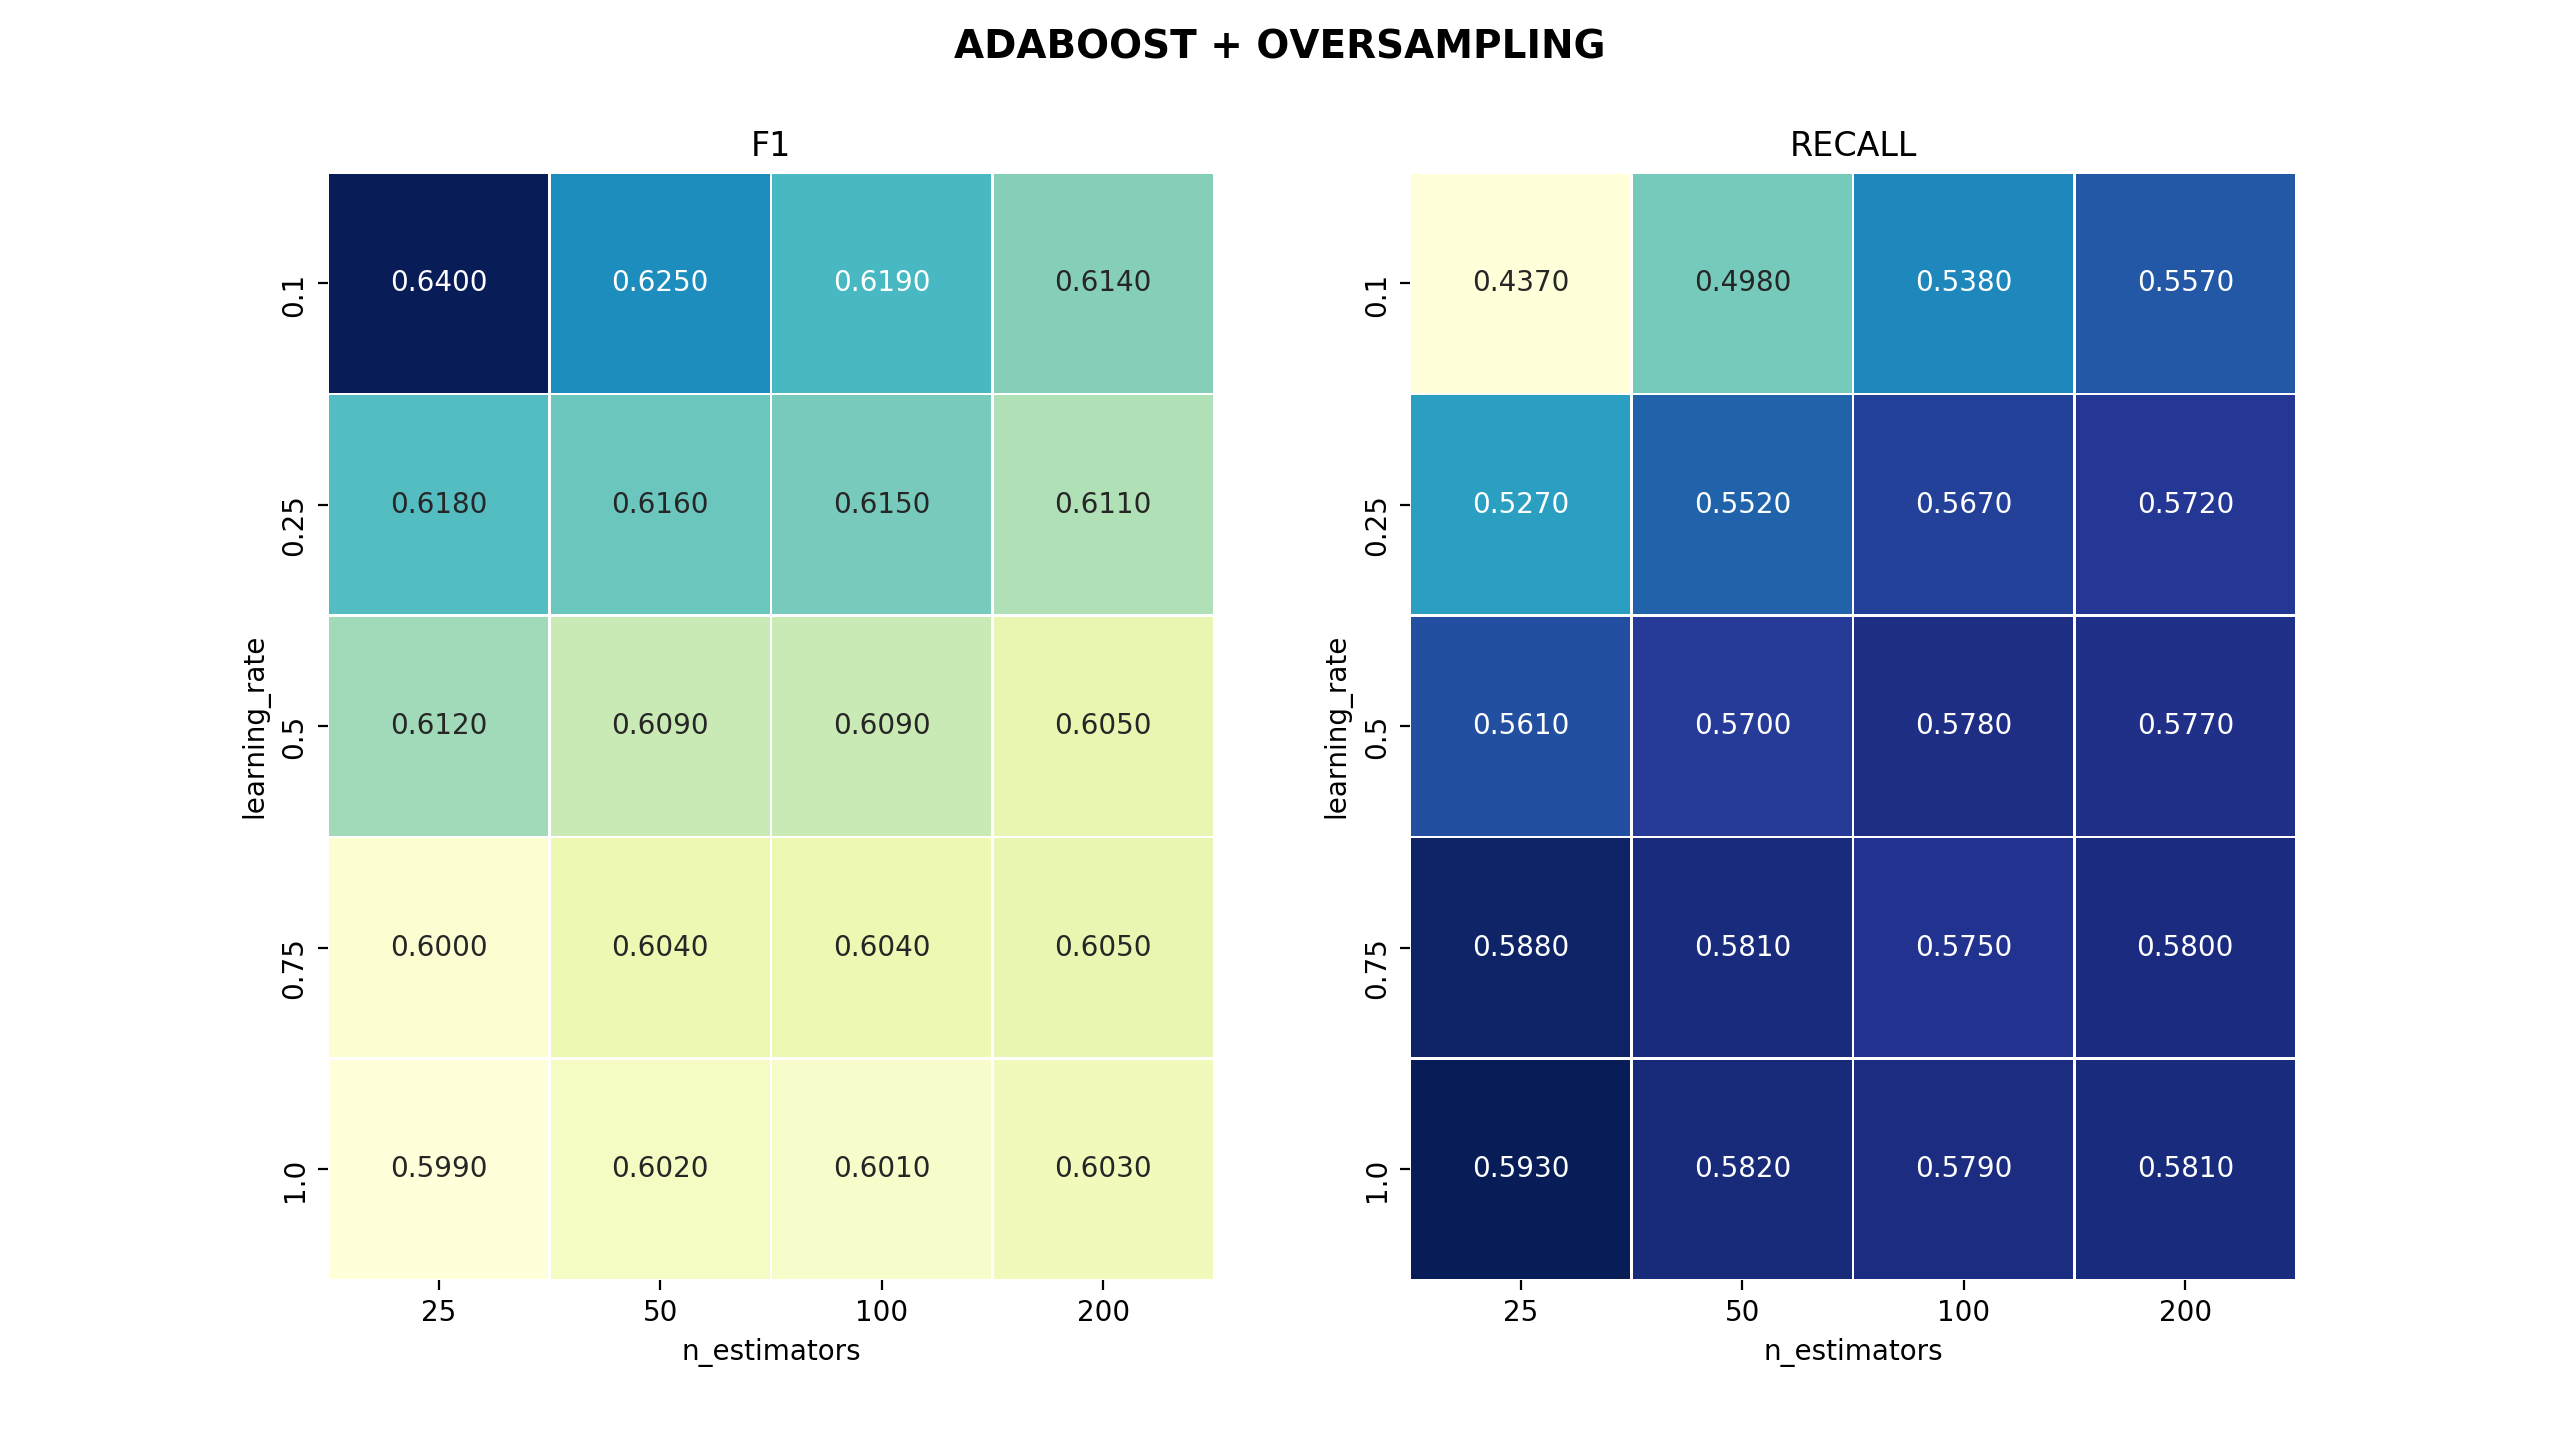 ADABOOST + OVERSAMPLING
F1
learning_rate
0.1 0.6400 0.6250 0.6190 0.6140
0.25 0.6180 0.6160 0.6150 0.6110
0.5 0.6120 0.6090 0.6090 0.6050
0.75 0.6000 0.6040 0.6040 0.6050
1.0 0.5990 0.6020 0.6010 0.6030
25 50 100 200
n_estimators
RECALL
learning_rate
0.1 0.4370 0.4980 0.5380 0.5570
0.25 0.5270 0.5520 0.5670 0.5720
0.5 0.5610 0.5700 0.5780 0.5770
0.75 0.5880 0.5810 0.5750 0.5800
1.0 0.5930 0.5820 0.5790 0.5810
25 50 100 200
n_estimators